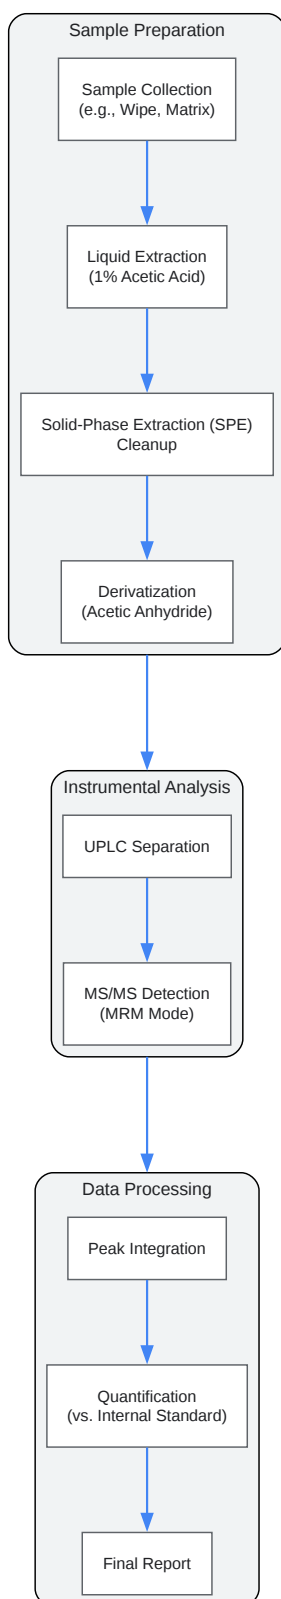 Sample Preparation
Sample Collection
(e.g., Wipe, Matrix)
Liquid Extraction
(1% Acetic Acid)
Solid-Phase Extraction (SPE)
Cleanup
Derivatization
(Acetic Anhydride)
Instrumental Analysis
UPLC Separation
MS/MS Detection
(MRM Mode)
Data Processing
Peak Integration
Quantification
(vs. Internal Standard)
Final Report